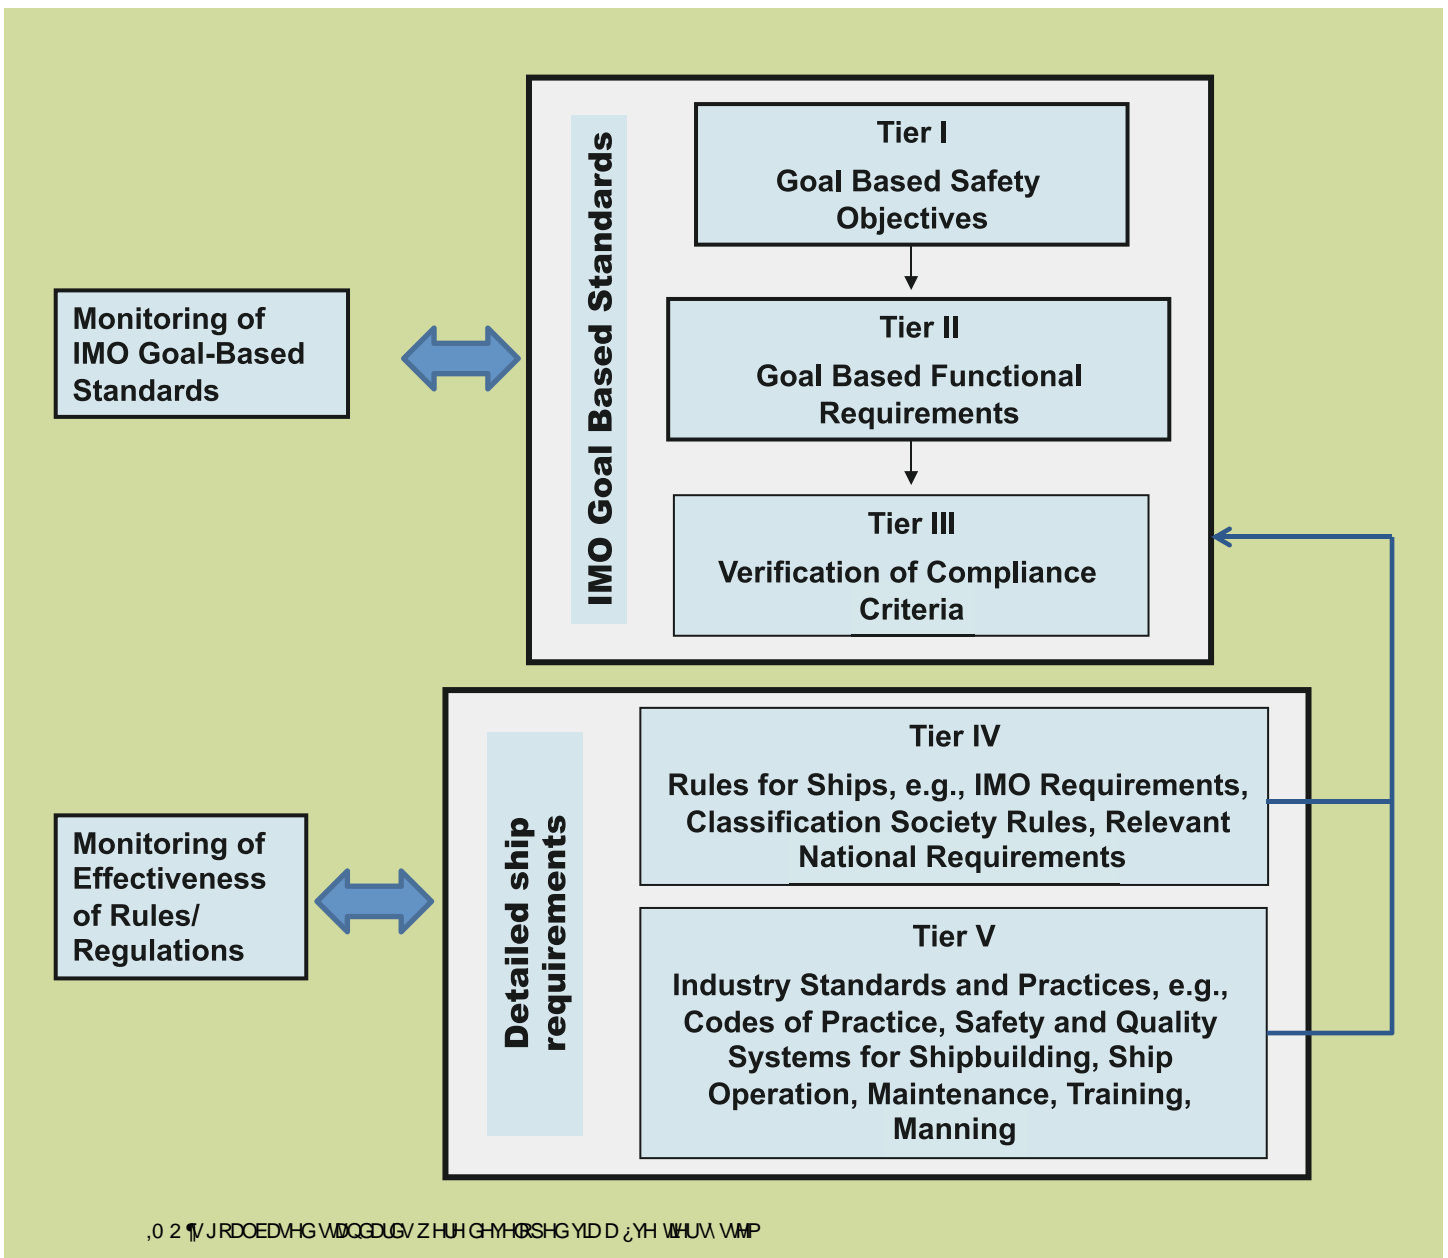 Tier I
Goal Based Safety
Objectives
IMO Goal Based Standards
Monitoring of
IMO Goal-Based
Standards
Tier II
Goal Based Functional
Requirements
Tier III
Verification of Compliance
Criteria
Tier IV
Rules for Ships, e.g., IMO Requirements,
Classification Society Rules, Relevant
National Requirements
Detailed ship
requirements
Monitoring of
Effectiveness
of Rules/
Regulations
Tier V
Industry Standards and Practices, e.g.,
Codes of Practice, Safety and Quality
Systems for Shipbuilding, Ship
Operation, Maintenance, Training,
Manning